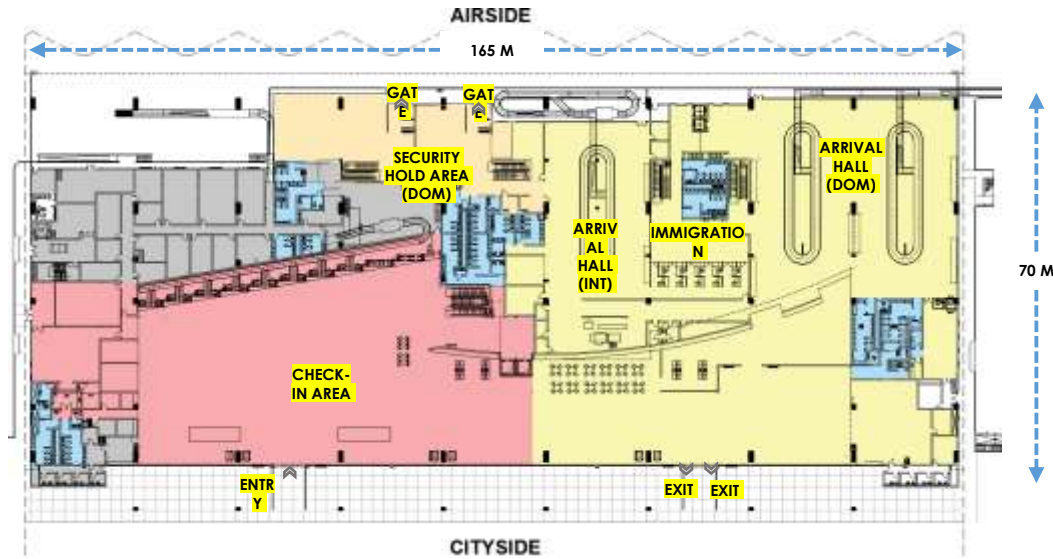 AIRSIDE
165 M
GAT
E
GAT
E
SECURITY
HOLD AREA
(DOM)
ARRIVAL
HALL
(DOM)
ARRIV
AL
HALL
(INT)
IMMIGRATIO
N
70 M
CHECK-
IN AREA
ENTR
Y
EXIT
EXIT
CITYSIDE